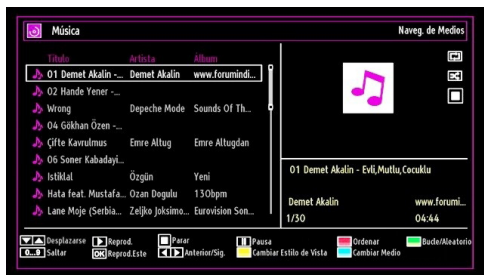 Música
Naveg. de Medios
Título Artista Álbum
01 Demet Akalin -... Demet Akalin www.forumindi...
02 Hande Yener -...
Wrong Depeche Mode Sounds Of Th...
04 Gökhan Özen -...
Çifte Kavrulmus Emre Altug Emre Altugdan
06 Soner Kabadayi...
Istiklal Özgün Yeni
Hata feat. Mustafa... Ozan Dogulu 130bpm
Lane Moje (Serbia... Zeljko Joksimo... Eurovision Son...
01 Demet Akalin - Evli,Mutlu,Cocuklu
Demet Akalin www.forumi...
1/30 04:44
Desplazarse Reprod. Parar Pausa Ordenar Bucle/Aleatorio
0...9 Saltar OK Reprod.Este Anterior/Sig. Cambiar Estilo de Vista Cambiar Medio